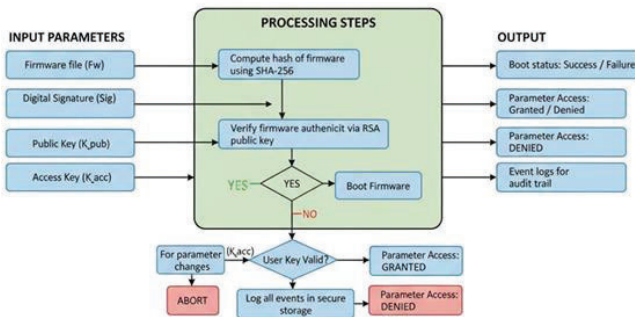 PROCESSING STEPS
INPUT PARAMETERS
OUTPUT
Firmware file (Fw)
Digital Signature (Sig)
Public Key (K,pub)
Access Key (K,acc)
Compute hash of firmware
using SHA-256
Verify firmware authenicit via RSA
public key
YES
YES
Boot Firmware
NO
Boot status: Success / Failure
Parameter Access:
Granted / Denied
Parameter Access:
DENIED
Event logs for
audit trail
For parameter
changes
(K,acc)
User Key Valid?
Parameter Access:
GRANTED
ABORT
Log all events in secure
storage
Parameter Access:
DENIED